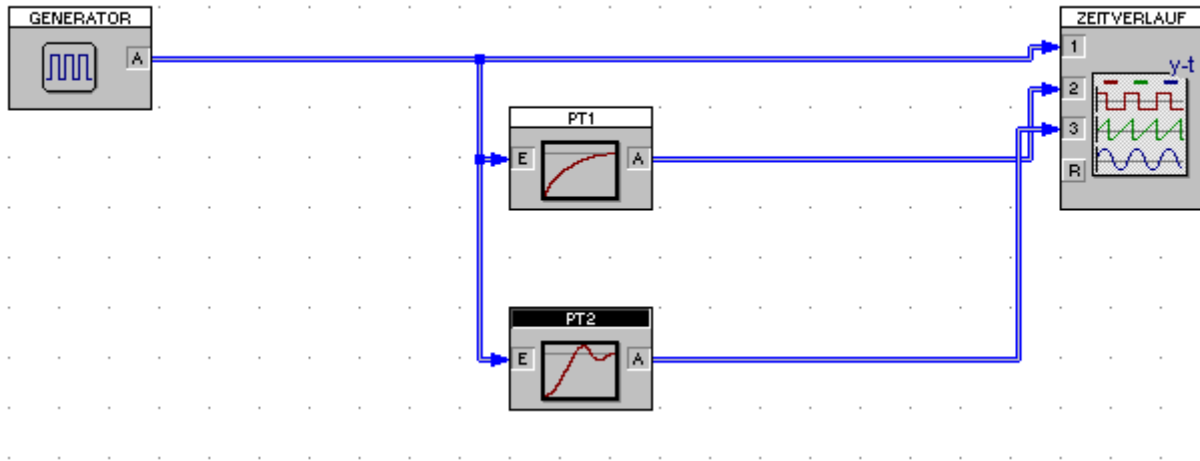 GENERATOR
A
ZEITVERLAUF
1
y-t
2
3
R
PT1
E
A
PT2
E
A